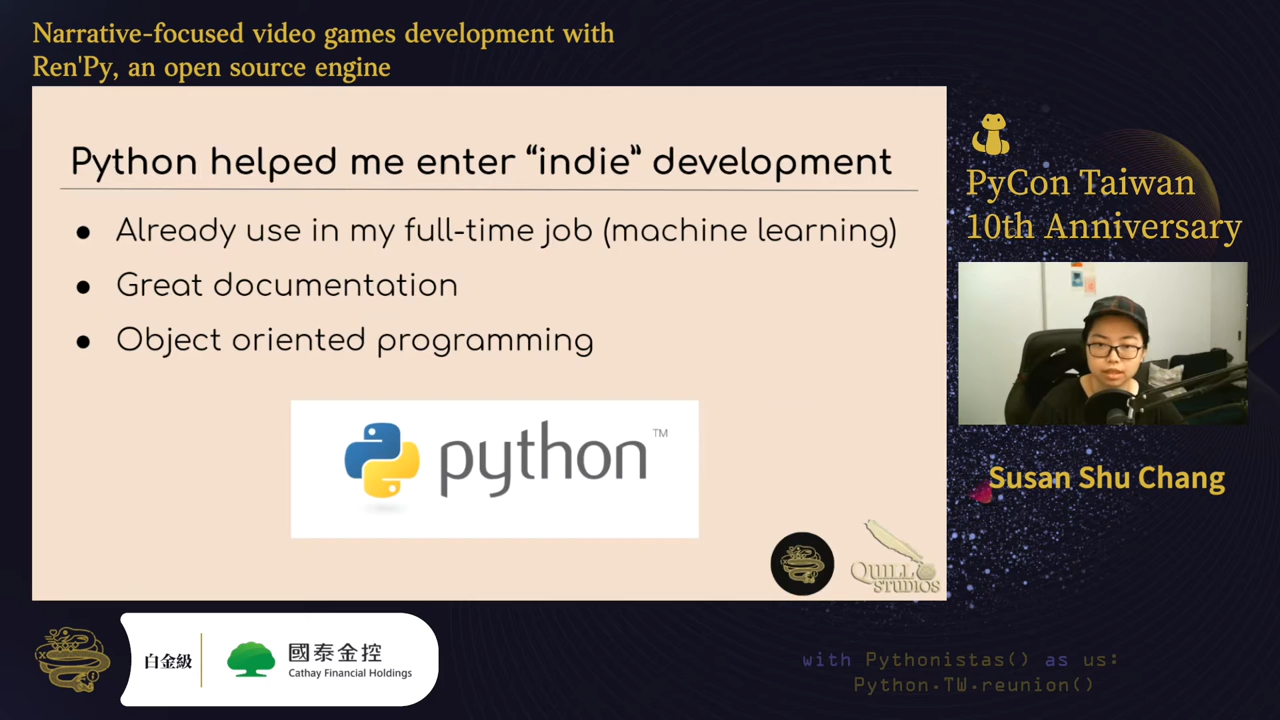 Narrative-focused video games development with
Ren'Py, an open source engine
Python helped me enter “indie” development
● Already use in my full-time job (machine learning)
● Great documentation
● Object oriented programming
python™
QUILL
STUDIOS
PyCon Taiwan
10th Anniversary
Susan Shu Chang
白金級
國泰金控
Cathay Financial Holdings
with Pythonistas() as us:
Python.TW.reunion()